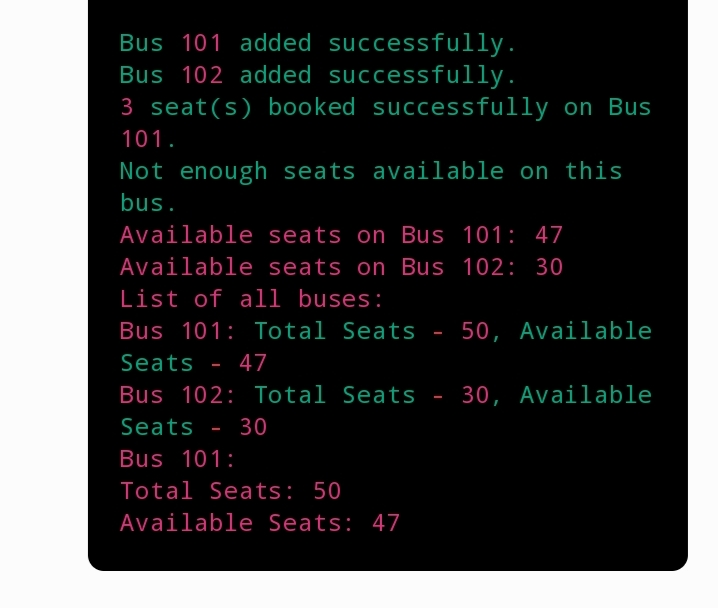 Bus 101 added successfully.
Bus 102 added successfully.
3 seat(s) booked successfully on Bus
101.
Not enough seats available on this
bus.
Available seats on Bus 101: 47
Available seats on Bus 102: 30
List of all buses:
Bus 101: Total Seats - 50, Available
Seats - 47
Bus 102: Total Seats - 30, Available
Seats - 30
Bus 101:
Total Seats: 50
Available Seats: 47